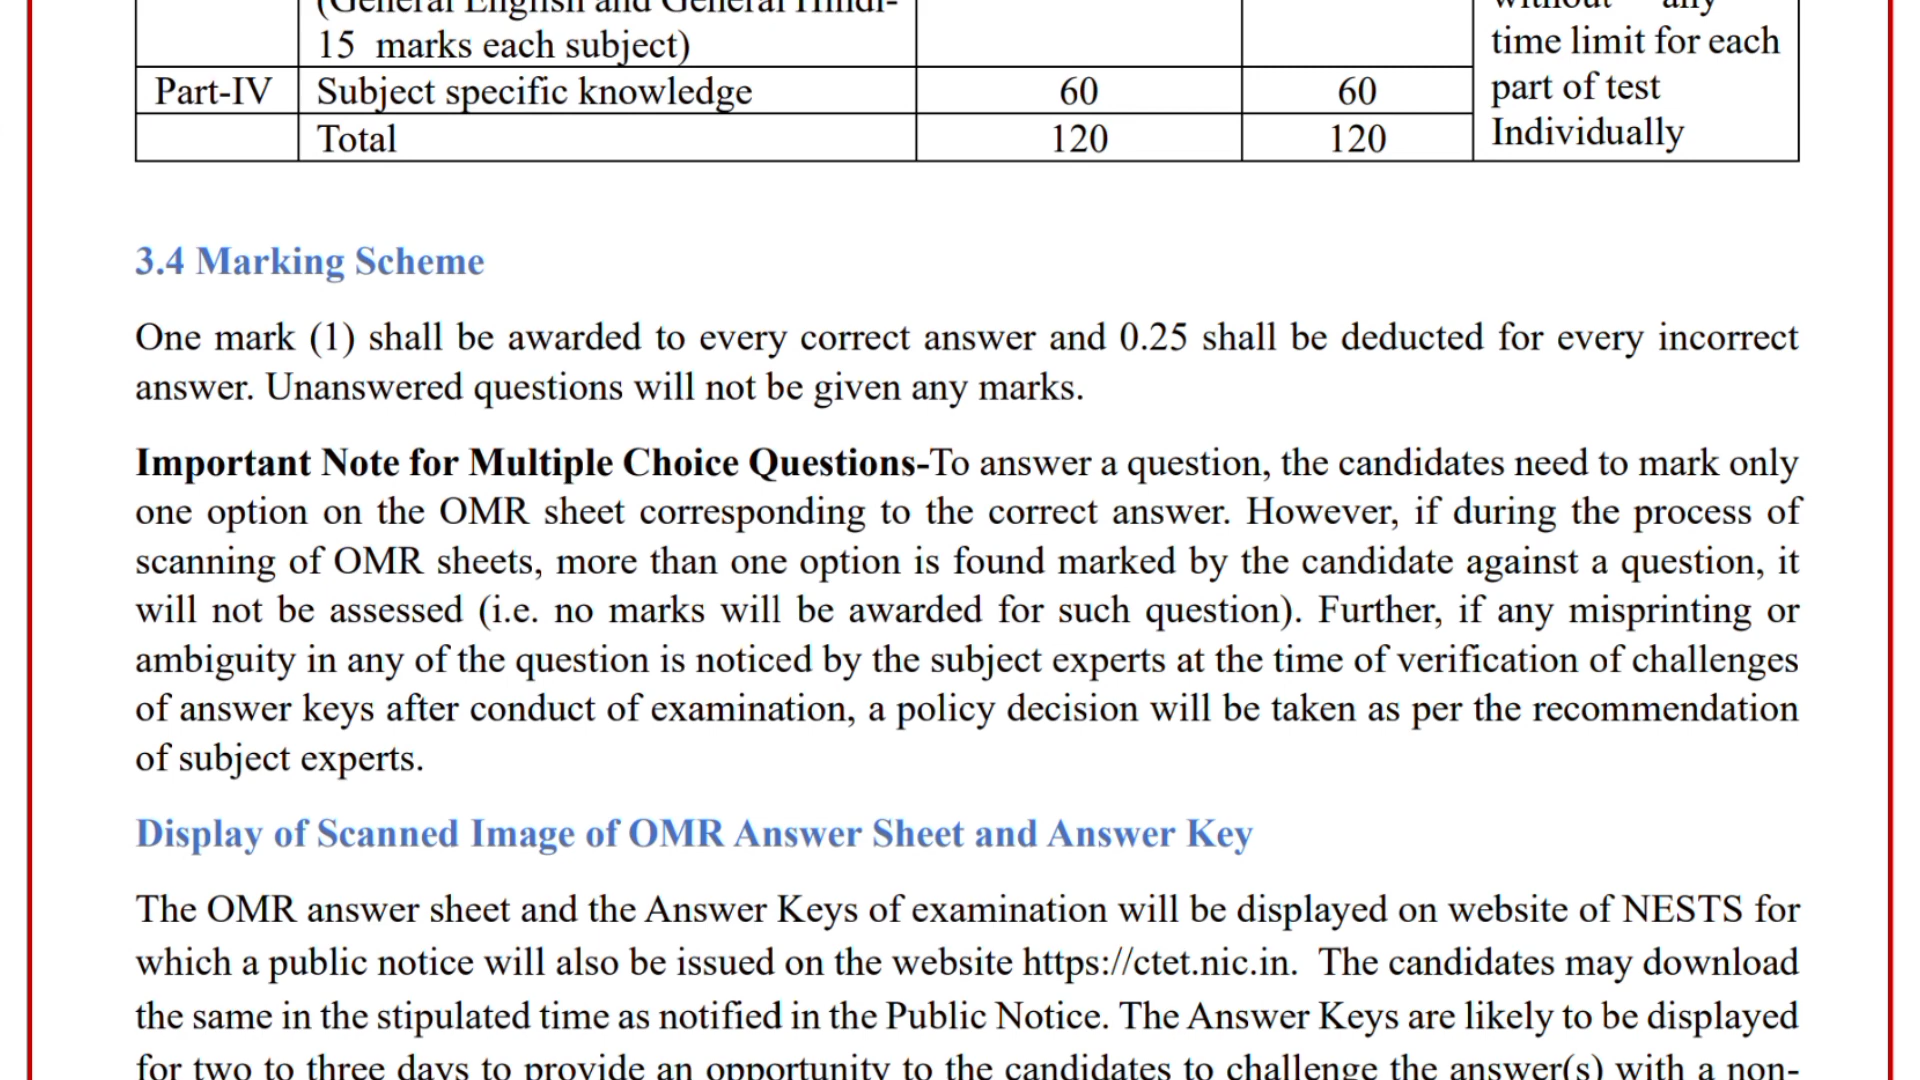 (General English and General Hindi-
15 marks each subject)
without any
time limit for each
part of test
Individually
Part-IV Subject specific knowledge 60 60
Total 120 120
3.4 Marking Scheme
One mark (1) shall be awarded to every correct answer and 0.25 shall be deducted for every incorrect
answer. Unanswered questions will not be given any marks.
Important Note for Multiple Choice Questions-To answer a question, the candidates need to mark only
one option on the OMR sheet corresponding to the correct answer. However, if during the process of
scanning of OMR sheets, more than one option is found marked by the candidate against a question, it
will not be assessed (i.e. no marks will be awarded for such question). Further, if any misprinting or
ambiguity in any of the question is noticed by the subject experts at the time of verification of challenges
of answer keys after conduct of examination, a policy decision will be taken as per the recommendation
of subject experts.
Display of Scanned Image of OMR Answer Sheet and Answer Key
The OMR answer sheet and the Answer Keys of examination will be displayed on website of NESTS for
which a public notice will also be issued on the website https://ctet.nic.in. The candidates may download
the same in the stipulated time as notified in the Public Notice. The Answer Keys are likely to be displayed
for two to three days to provide an opportunity to the candidates to challenge the answer(s) with a non-